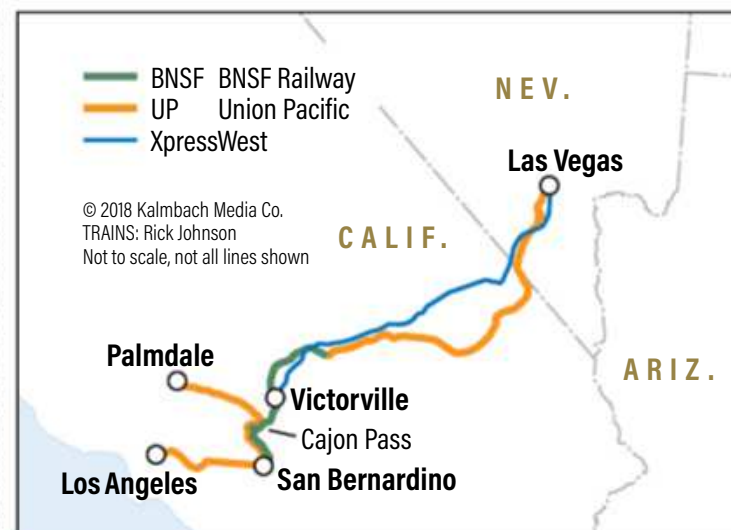 BNSF BNSF Railway
UP Union Pacific
XpressWest
© 2018 Kalmbach Media Co.
TRAINS: Rick Johnson
Not to scale, not all lines shown
NEV.
Las Vegas
CALIF.
ARIZ.
Palmdale
Victorville
Cajon Pass
Los Angeles
San Bernardino